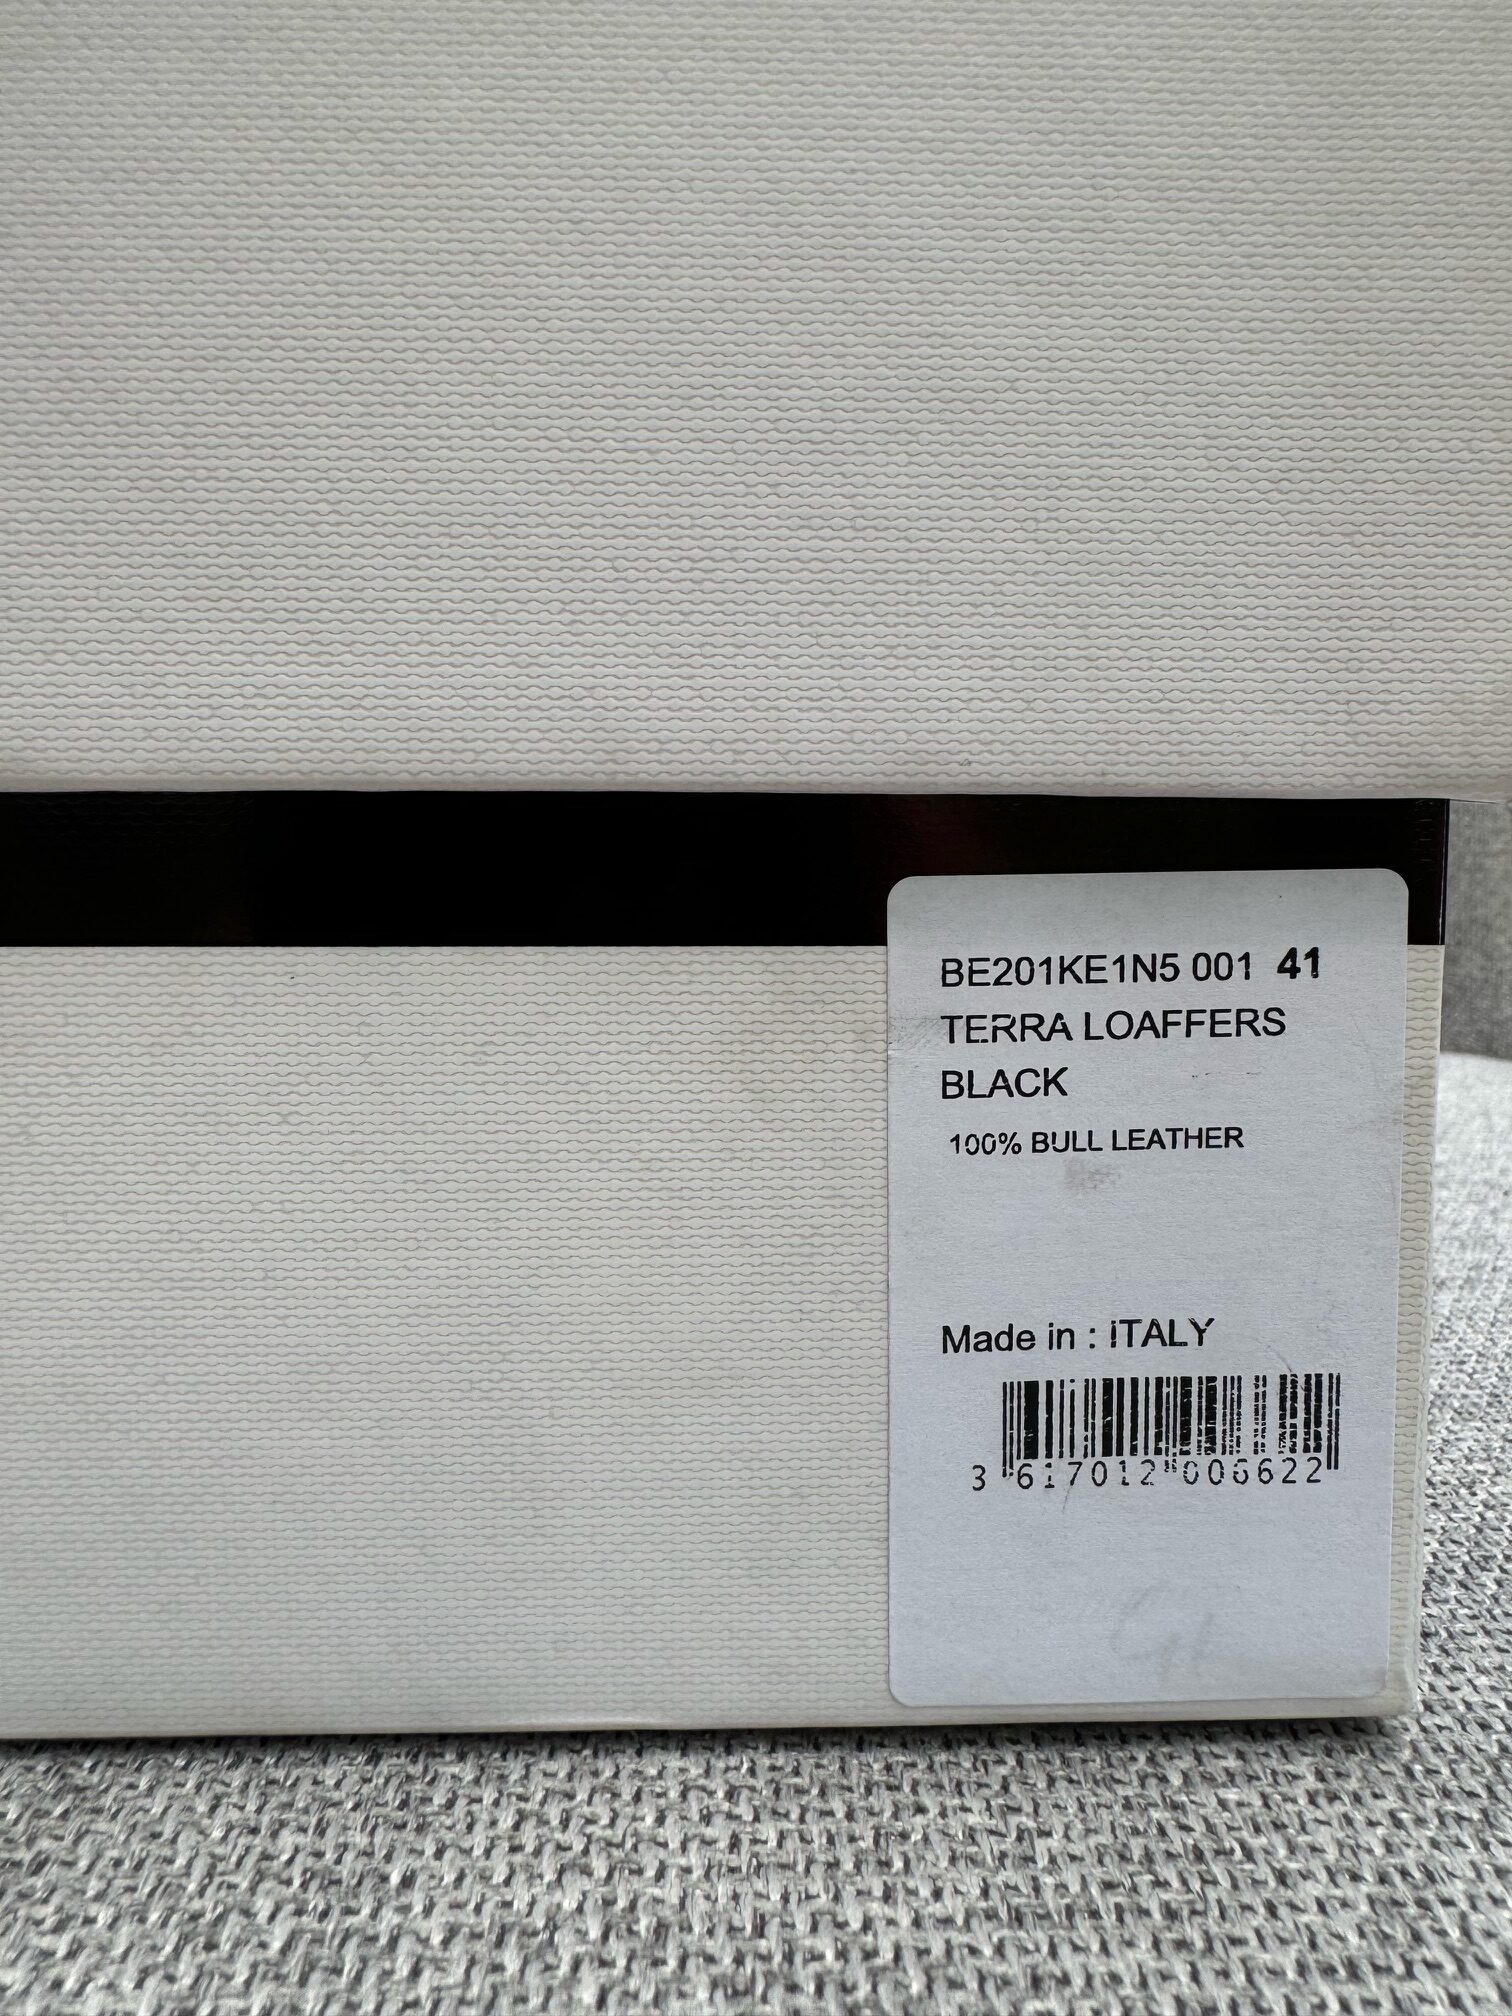 BE201KE1N5 001 41
TERRA LOAFFERS
BLACK
100% BULL LEATHER
Made in : ITALY
3 617012 006622